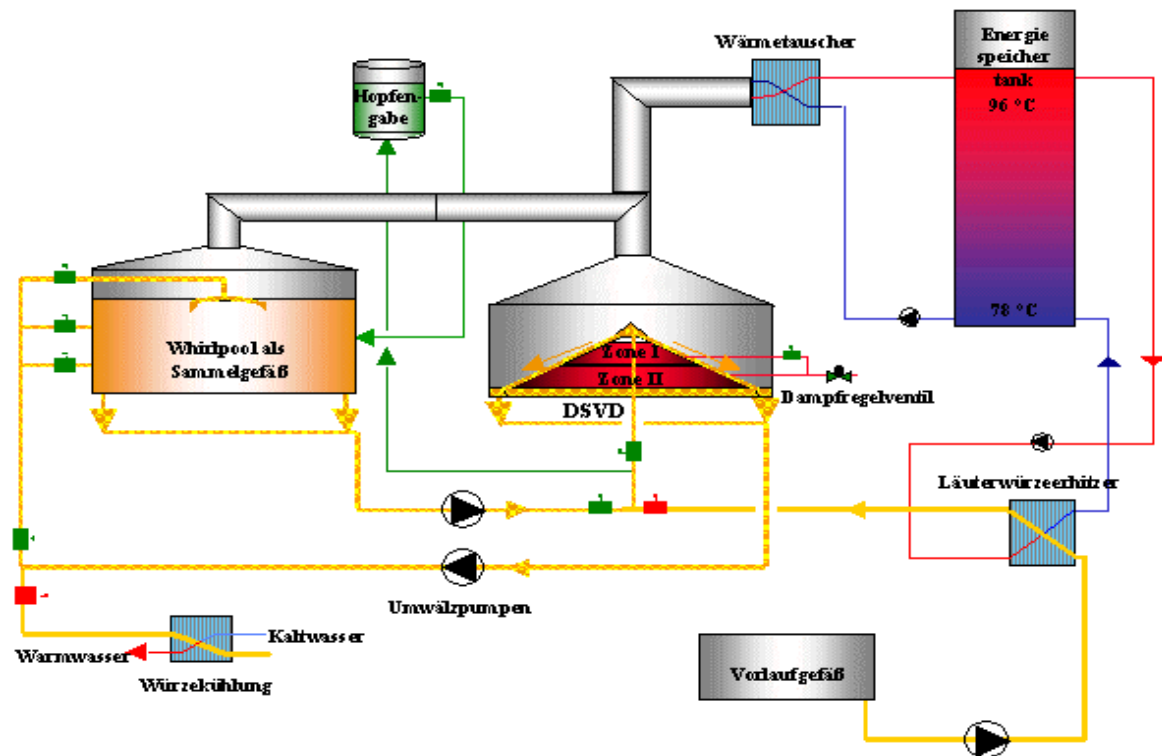 Wärmetauscher
Energie
speicher
tank
96 °C
78 °C
Hopfen-
gabe
Whirlpool als
Sammelgefäß
Zone I
Zone II
DSVD
Dampfregelventil
Läuterwürzeerhitzer
Umwälzpumpen
Kaltwasser
Warmwasser
Würzekühlung
Vorlaufgefäß